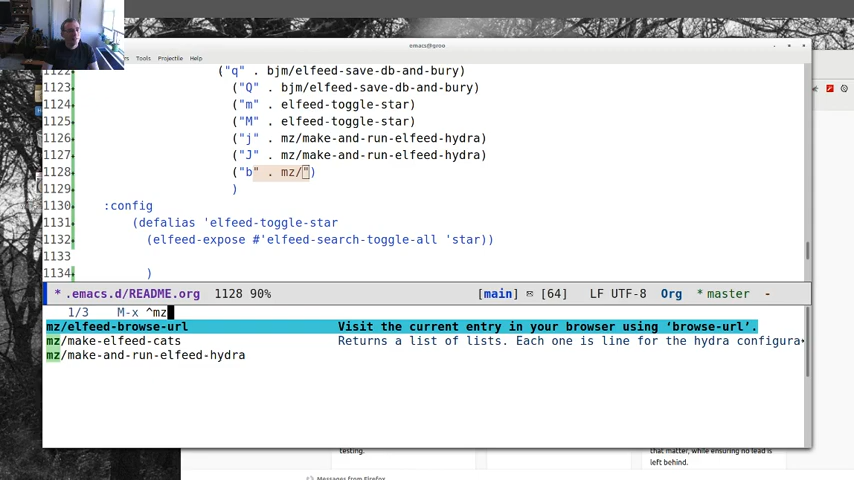 emacs@groo
Tools Projectile Help
1122 ("q" . bjm/elfeed-save-db-and-bury)
1123 ("Q" . bjm/elfeed-save-db-and-bury)
1124 ("m" . elfeed-toggle-star)
1125 ("M" . elfeed-toggle-star)
1126 ("j" . mz/make-and-run-elfeed-hydra)
1127 ("J" . mz/make-and-run-elfeed-hydra)
1128 ("b" . mz/")
1129 )
1130 :config
1131 (defalias 'elfeed-toggle-star
1132 (elfeed-expose #'elfeed-search-toggle-all 'star))
1133
1134 )
* .emacs.d/README.org 1128 90% [main] ✉ [64] LF UTF-8 Org * master -
1/3 M-x ^mz
mz/elfeed-browse-url Visit the current entry in your browser using ‘browse-url’.
mz/make-elfeed-cats Returns a list of lists. Each one is line for the hydra configura
mz/make-and-run-elfeed-hydra
testing.
that matter, while ensuring no lead is
left behind.
Messages from Firefox